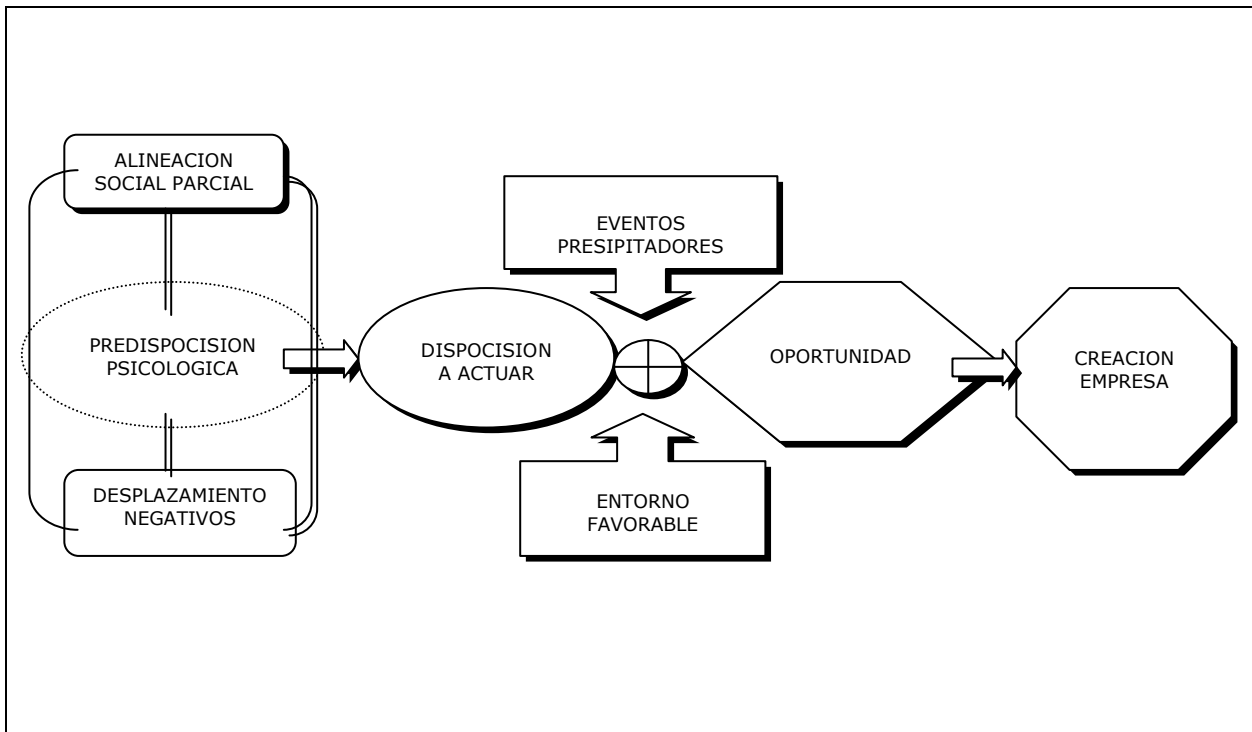 ALINEACION
SOCIAL PARCIAL
PREDISPOCISION
PSICOLOGICA
DESPLAZAMIENTO
NEGATIVOS
DISPOCISION
A ACTUAR
EVENTOS
PRESIPITADORES
ENTORNO
FAVORABLE
OPORTUNIDAD
CREACION
EMPRESA